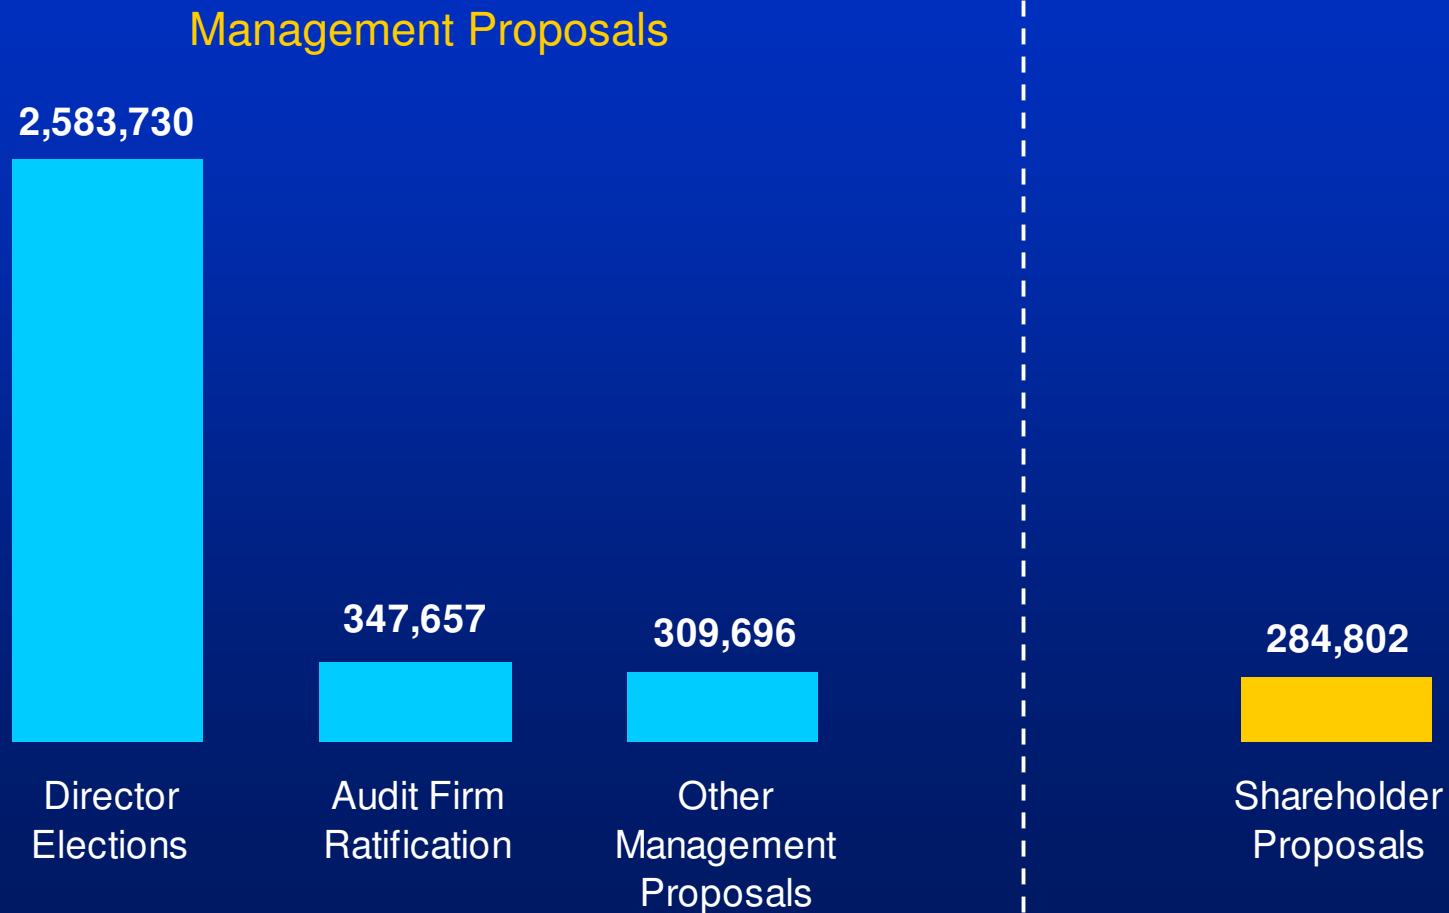 Management Proposals
2,583,730
347,657
309,696
284,802
Director
Elections
Audit Firm
Ratification
Other
Management
Proposals
Shareholder
Proposals